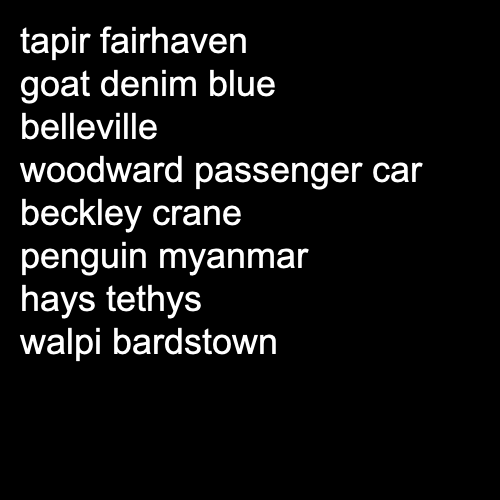 tapir fairhaven
goat denim blue
belleville
woodward passenger car
beckley crane
penguin myanmar
hays tethys
walpi bardstown